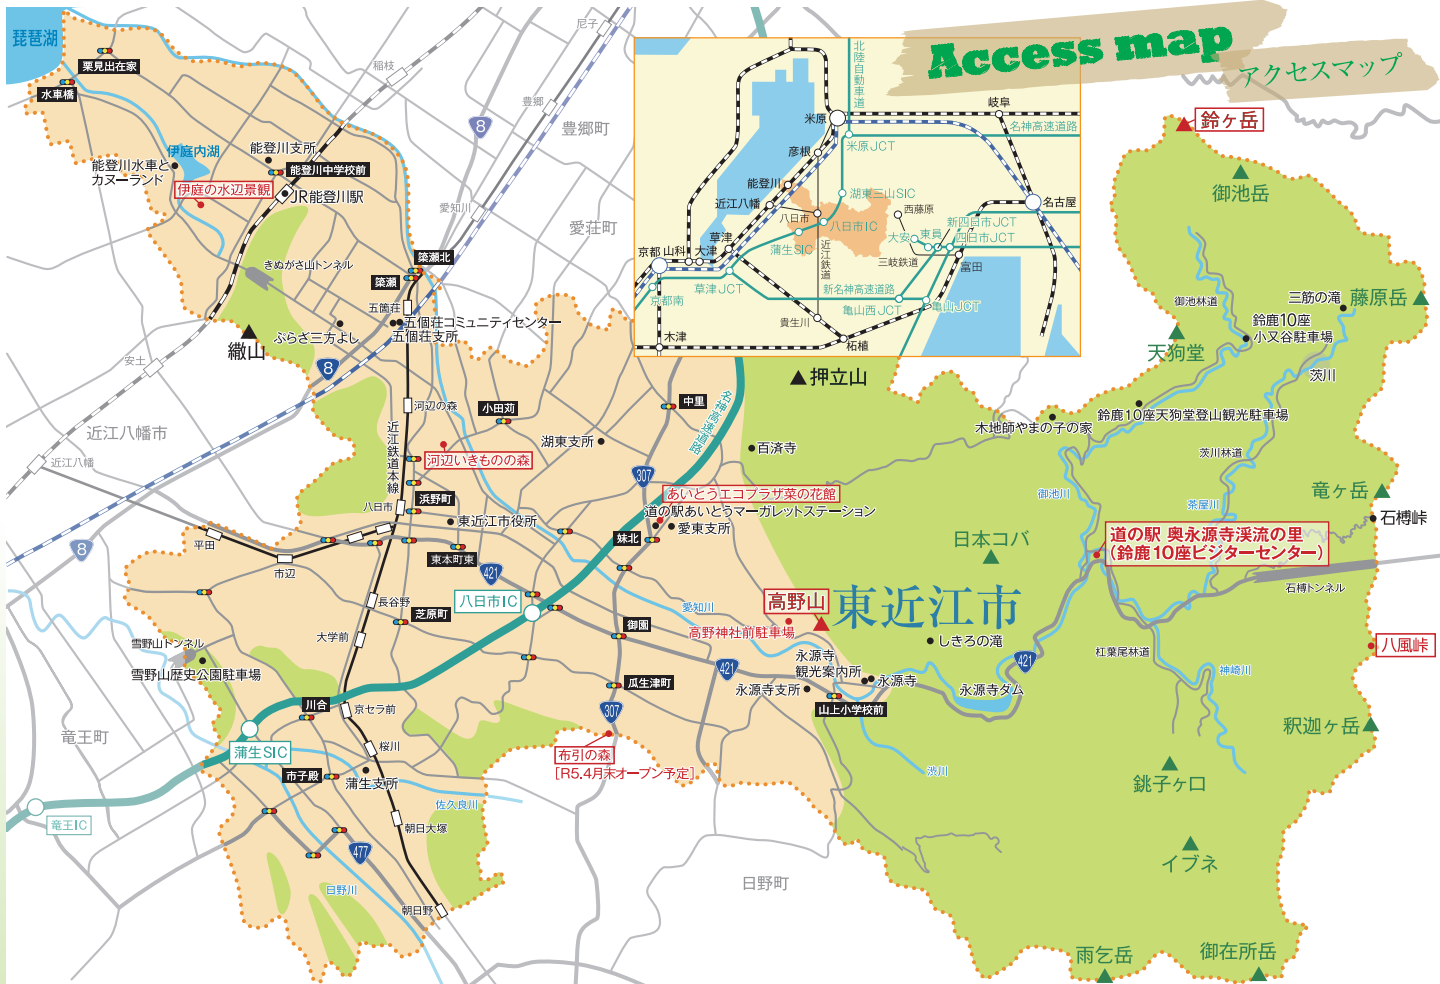 Access map
アクセスマップ
琵琶湖
栗見出在家
水車橋
伊庭内湖
能登川支所
能登川水車と
カヌーランド
能登川中学校前
伊庭の水辺景観
JR能登川駅
きぬがさ山トンネル
繖山
ぷらざ三方よし
簗瀬北
簗瀬
五箇荘
五個荘コミュニティセンター
五個荘支所
稲枝
尼子
豊郷
豊郷町
愛知川
愛荘町
8
8
8
安土
近江八幡市
近江八幡
河辺の森
小田苅
近江鉄道本線
河辺いきものの森
湖東支所
中里
名神高速道路
307
百済寺
押立山
あいとうエコプラザ菜の花館
道の駅あいとうマーガレットステーション
愛東支所
妹北
八日市
浜野町
東近江市役所
東本町東
421
平田
市辺
八日市IC
長谷野
芝原町
大学前
愛知川
御園
高野山
高野神社前駐車場
東近江市
永源寺
観光案内所
永源寺支所
永源寺
山上小学校前
421
瓜生津町
307
布引の森
[R5.4月末オープン予定]
雪野山トンネル
雪野山歴史公園駐車場
川合
京セラ前
竜王町
蒲生SIC
桜川
市子殿
蒲生支所
佐久良川
竜王IC
朝日大塚
477
日野川
朝日野
日野町
渋川
しきろの滝
永源寺ダム
421
日本コバ
御池川
木地師やまの子の家
鈴鹿10座天狗堂登山観光駐車場
茨川林道
茶屋川
道の駅 奥永源寺渓流の里
(鈴鹿10座ビジターセンター)
杠葉尾林道
神崎川
石榑トンネル
石榑峠
竜ヶ岳
八風峠
釈迦ヶ岳
銚子ヶ口
イブネ
雨乞岳
御在所岳
鈴ヶ岳
御池岳
御池林道
三筋の滝
藤原岳
鈴鹿10座
小又谷駐車場
天狗堂
茨川
北陸自動車道
米原
岐阜
名神高速道路
米原JCT
彦根
能登川
湖東三山SIC
近江八幡
八日市
八日市IC
西藤原
名古屋
新四日市JCT
大安
東員
四日市JCT
京都
山科
大津
草津
蒲生SIC
近江鉄道
三岐鉄道
富田
草津JCT
新名神高速道路
京都南
亀山西JCT
亀山JCT
貴生川
木津
柘植